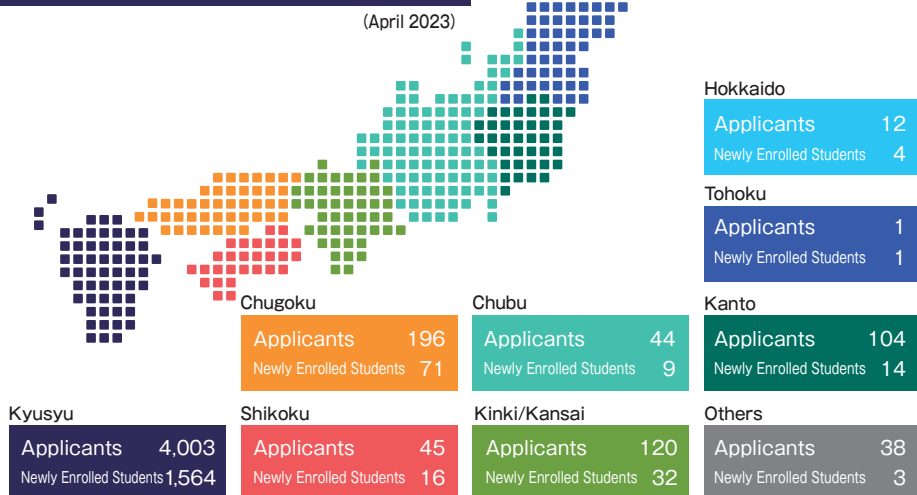 (April 2023)
Hokkaido
Applicants 12
Newly Enrolled Students 4
Tohoku
Applicants 1
Newly Enrolled Students 1
Chugoku
Applicants 196
Newly Enrolled Students 71
Chubu
Applicants 44
Newly Enrolled Students 9
Kanto
Applicants 104
Newly Enrolled Students 14
Kyusyu
Applicants 4,003
Newly Enrolled Students 1,564
Shikoku
Applicants 45
Newly Enrolled Students 16
Kinki/Kansai
Applicants 120
Newly Enrolled Students 32
Others
Applicants 38
Newly Enrolled Students 3